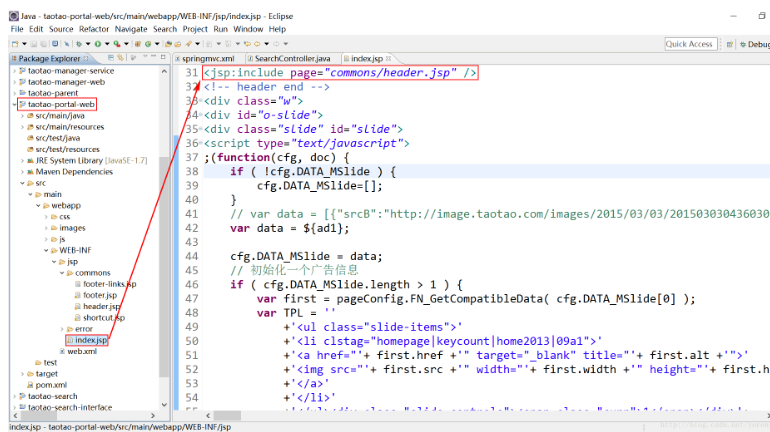 Java - taotao-portal-web/src/main/webapp/WEB-INF/jsp/index.jsp - Eclipse
File Edit Source Refactor Navigate Search Project Run Window Help
Quick Access
Debug
Package Explorer
springmvc.xml SearchController.java index.jsp
taotao-manager-service
taotao-manager-web
taotao-parent
taotao-portal-web
src/main/java
src/main/resources
src/test/java
src/test/resources
JRE System Library [JavaSE-1.7]
Maven Dependencies
src
main
webapp
css
images
js
WEB-INF
jsp
commons
footer-links.jsp
footer.jsp
header.jsp
shortcut.jsp
error
index.jsp
web.xml
test
target
pom.xml
taotao-search
taotao-search-interface
31 <jsp:include page="commons/header.jsp" />
32 <!-- header end -->
33 <div class="w">
34 <div id="o-slide">
35 <div class="slide" id="slide">
36 <script type="text/javascript">
37 ;(function(cfg, doc) {
38 if ( !cfg.DATA_MSlide ) {
39 cfg.DATA_MSlide=[];
40 }
41 // var data = [{"srcB":"http://image.taotao.com/images/2015/03/03/201503030436030
42 var data = ${ad1};
43
44 cfg.DATA_MSlide = data;
45 // 初始化一个广告信息
46 if ( cfg.DATA_MSlide.length > 1 ) {
47 var first = pageConfig.FN_GetCompatibleData( cfg.DATA_MSlide[0] );
48 var TPL = ''
49 +'<ul class="slide-items">'
50 +'<li clstag="homepage|keycount|home2013|09a1">'
51 +'<a href="'+ first.href +'" target="_blank" title="'+ first.alt +'">'
52 +'<img src="'+ first.src +'" width="'+ first.width +'" height="'+ first.h
53 +'</a>'
54 +'</li>'
index.jsp - taotao-portal-web/src/main/webapp/WEB-INF/jsp